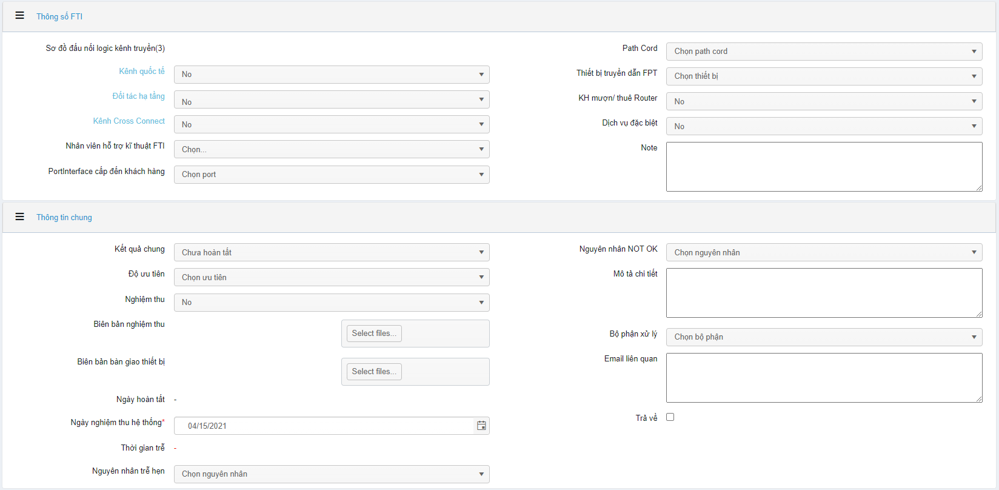 Thông số FTI
Sơ đồ đấu nối logic kênh truyền(3)
Kênh quốc tế
No
Đối tác hạ tầng
No
Kênh Cross Connect
No
Nhân viên hỗ trợ kĩ thuật FTI
Chọn...
PortInterface cấp đến khách hàng
Chọn port
Path Cord
Chọn path cord
Thiết bị truyền dẫn FPT
Chọn thiết bị
KH mượn/ thuê Router
No
Dịch vụ đặc biệt
No
Note
Thông tin chung
Kết quả chung
Chưa hoàn tất
Độ ưu tiên
Chọn ưu tiên
Nghiệm thu
No
Biên bản nghiệm thu
Select files...
Biên bản bàn giao thiết bị
Select files...
Ngày hoàn tất
-
Ngày nghiệm thu hệ thống*
04/15/2021
Thời gian trễ
-
Nguyên nhân trễ hẹn
Chọn nguyên nhân
Nguyên nhân NOT OK
Chọn nguyên nhân
Mô tả chi tiết
Bộ phận xử lý
Chọn bộ phận
Email liên quan
Trả về